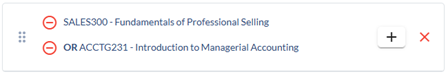 SALES300 - Fundamentals of Professional Selling
OR ACCTG231 - Introduction to Managerial Accounting